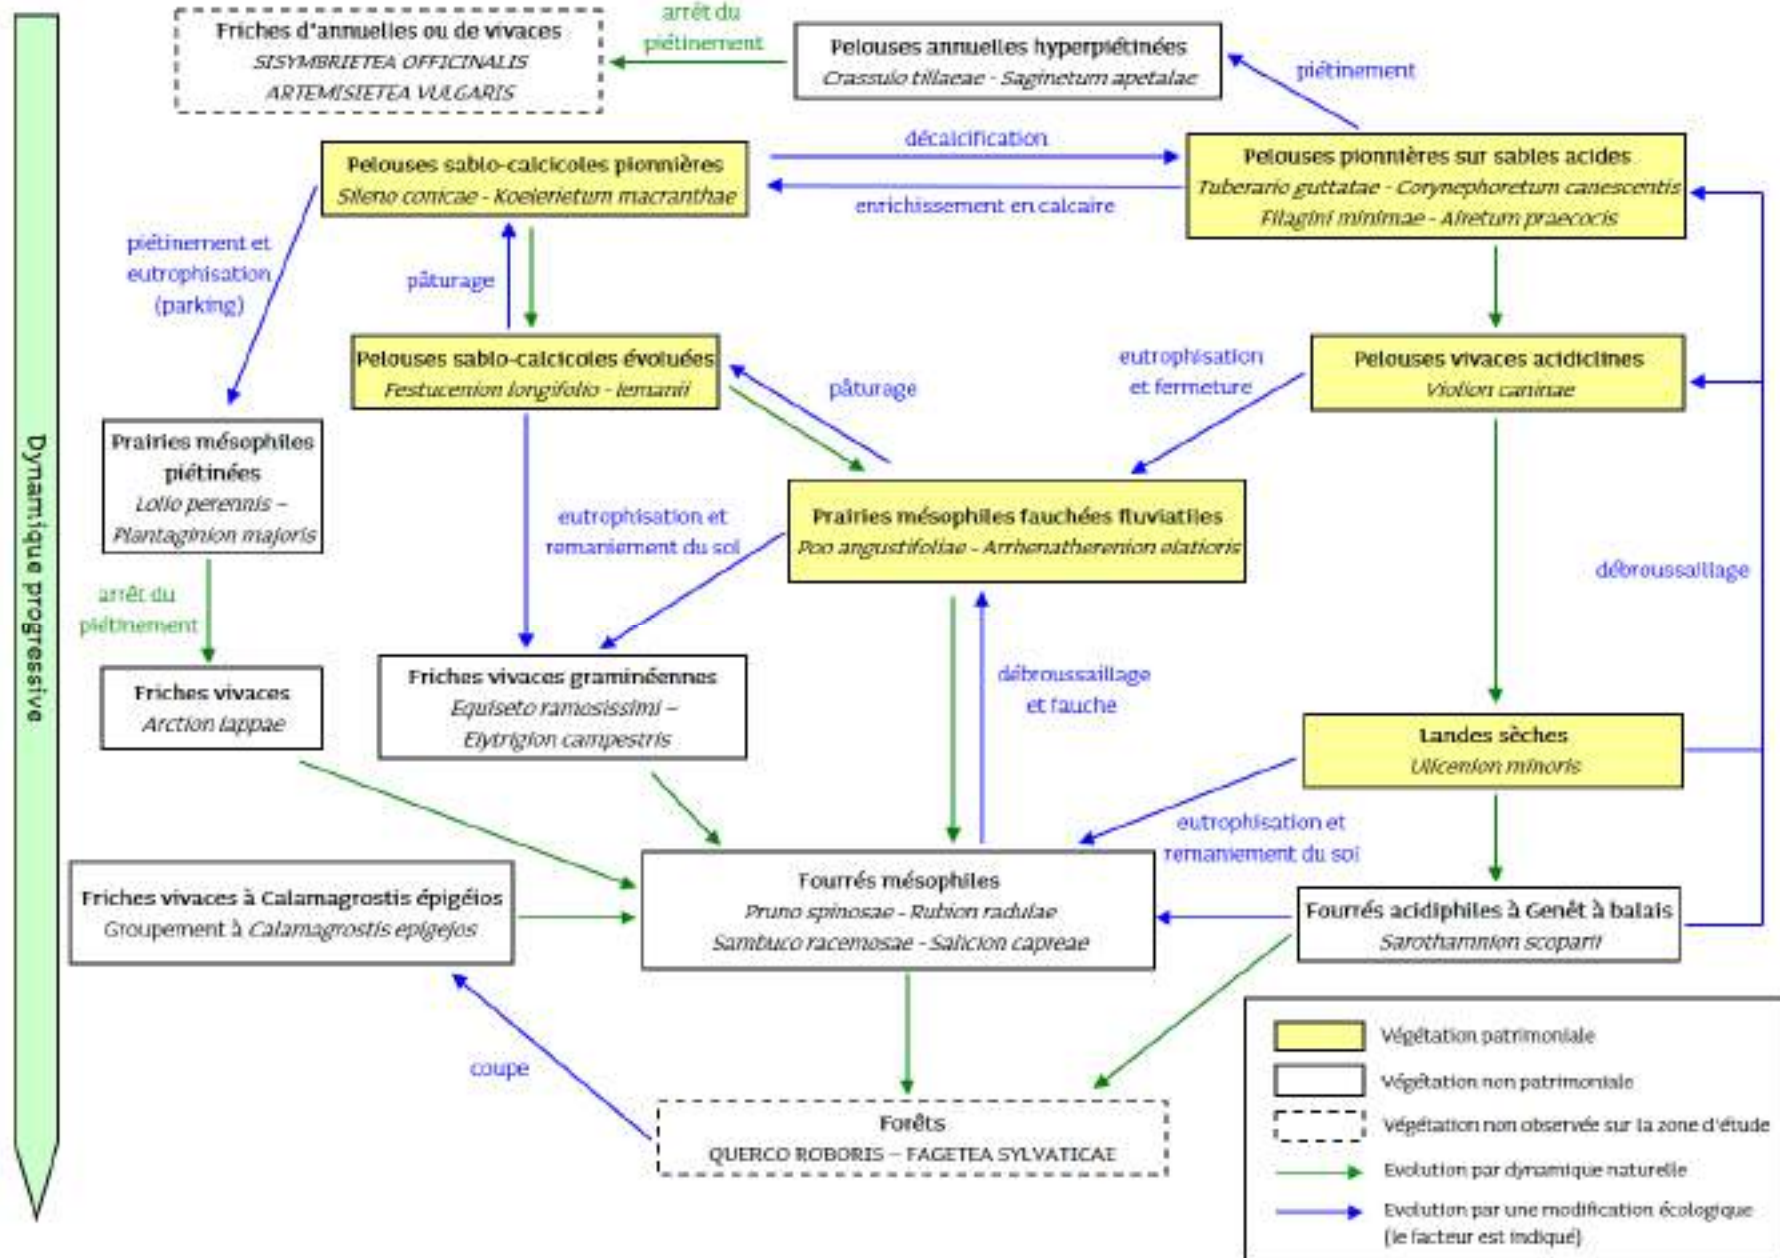 Dynamique progressive
Friches d'annuelles ou de vivaces
SISYMBRIETEA OFFICINALIS
ARTEMISIETEA VULGARIS
arrêt du
piétinement
Pelouses annuelles hyperpiétinées
Crassulo tillaeae - Saginetum apetalae
piétinement
Pelouses sablo-calcicoles pionnières
Sileno conicae - Koelerietum macranthae
décalcification
enrichissement en calcaire
Pelouses pionnières sur sables acides
Tuberario guttatae - Corynephoretum canescentis
Filagini minimae - Airetum praecocis
piétinement et
eutrophisation
(parking)
pâturage
Pelouses sablo-calcicoles évoluées
Festucenion longifolio - lemanii
pâturage
eutrophisation
et fermeture
Pelouses vivaces acidiclines
Violion caninae
Prairies mésophiles
piétinées
Lolio perennis –
Plantaginion majoris
eutrophisation et
remaniement du sol
Prairies mésophiles fauchées fluviatiles
Poo angustifoliae - Arrhenatherenion elatioris
débroussaillage
arrêt du
piétinement
Friches vivaces
Arction lappae
Friches vivaces graminéennes
Equiseto ramosissimi –
Elytrigion campestris
débroussaillage
et fauche
Landes sèches
Ulicenion minoris
eutrophisation et
remaniement du sol
Friches vivaces à Calamagrostis épigéios
Groupement à Calamagrostis epigejos
Fourrés mésophiles
Pruno spinosae - Rubion radulae
Sambuco racemosae - Salicion capreae
Fourrés acidiphiles à Genêt à balais
Sarothamnion scoparii
coupe
Forêts
QUERCO ROBORIS – FAGETEA SYLVATICAE
Végétation patrimoniale
Végétation non patrimoniale
Végétation non observée sur la zone d'étude
Evolution par dynamique naturelle
Evolution par une modification écologique
(le facteur est indiqué)